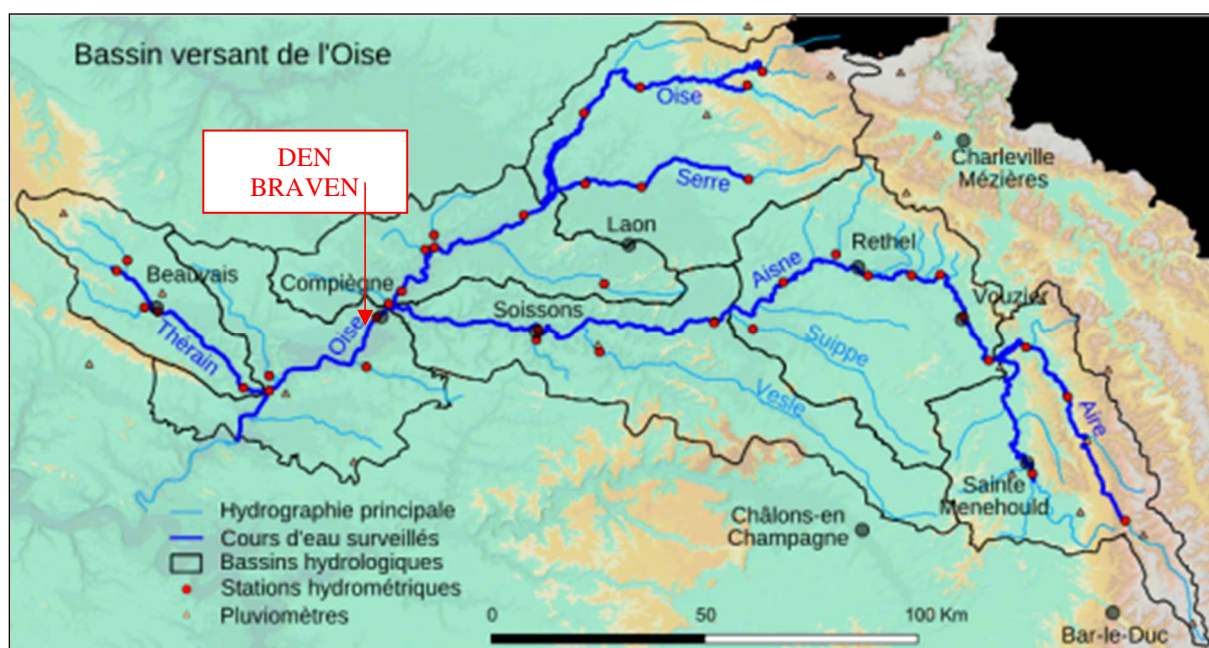 Bassin versant de l'Oise
DEN
BRAVEN
Oise
Serre
Charleville
Mézières
Laon
Rethel
Aisne
Beauvais
Compiègne
Soissons
Vouzier
Oise
Thérain
Suippe
Vesle
Aire
Sainte
Menehould
Châlons-en
Champagne
Bar-le-Duc
Hydrographie principale
Cours d'eau surveillés
Bassins hydrologiques
Stations hydrométriques
Pluviomètres
0 50 100 Km